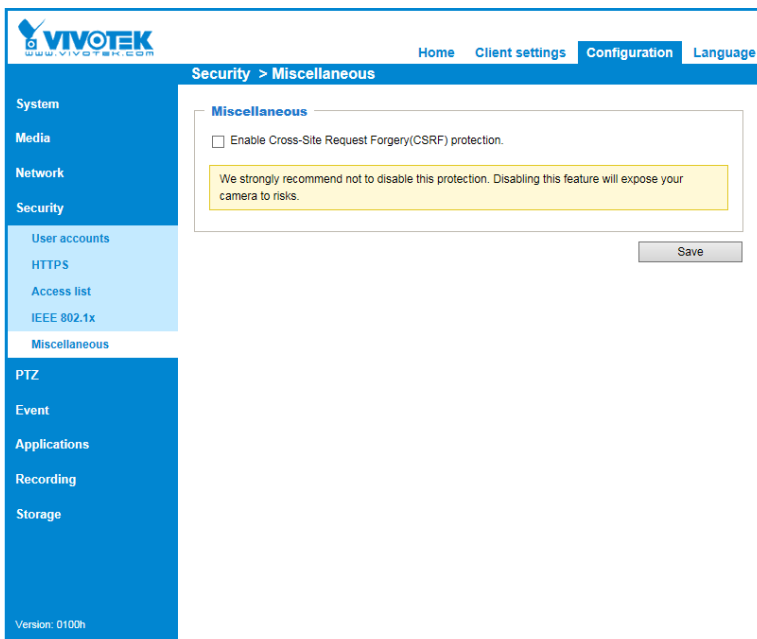 VIVOTEK
www.vivotek.com
Home Client settings Configuration Language
Security > Miscellaneous
System
Media
Network
Security
User accounts
HTTPS
Access list
IEEE 802.1x
Miscellaneous
PTZ
Event
Applications
Recording
Storage
Version: 0100h
Miscellaneous
Enable Cross-Site Request Forgery(CSRF) protection.
We strongly recommend not to disable this protection. Disabling this feature will expose your
camera to risks.
Save